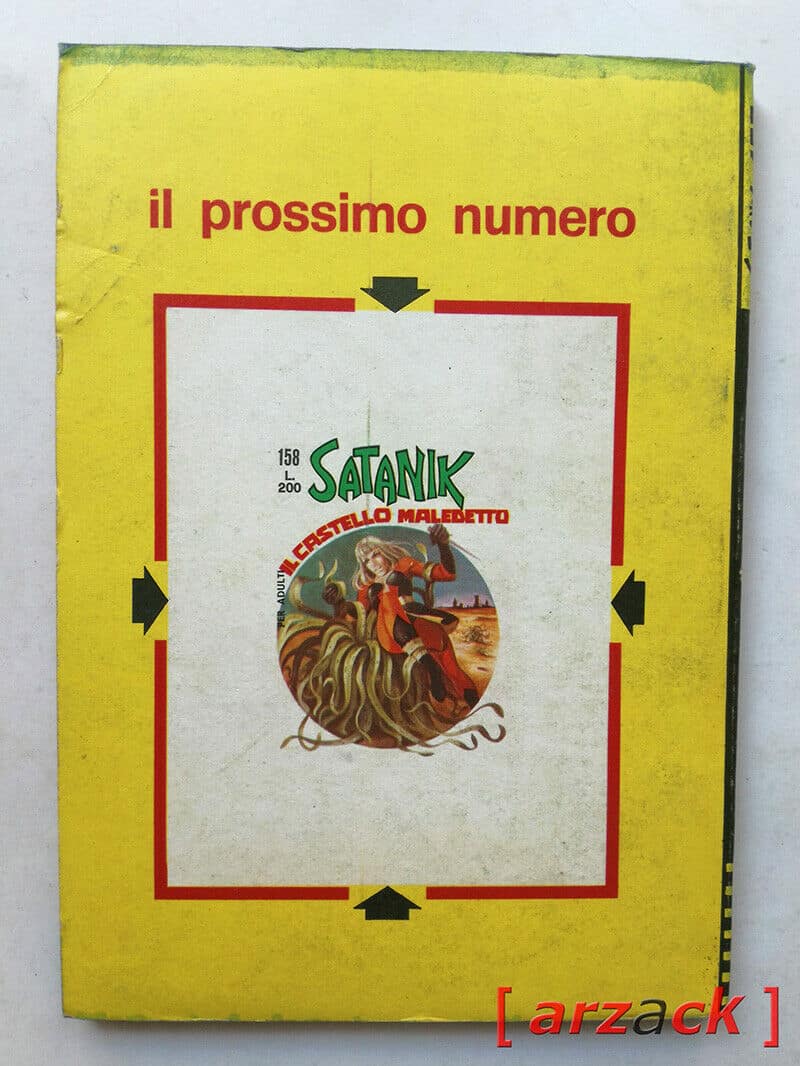 il prossimo numero
158
L.
200
SATANIK
IL CASTELLO MALEDETTO
PER ADULTI
[ arzack ]